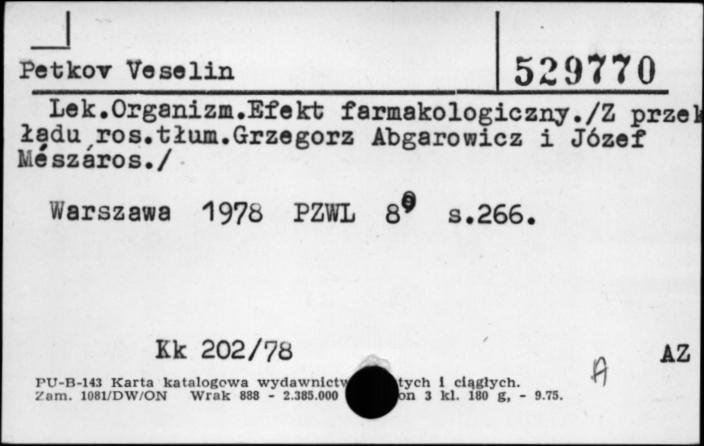 Petkov Veselin 529770
Lek.Organizm.Efekt farmakologiczny./Z przek
ładu ros.tłum.Grzegorz Abgarowicz i Józef
Mészáros./
Warszawa 1978 PZWL 8° s.266.
Kk 202/78
AZ
A
PU-B-143 Karta katalogowa wydawnictw tych i ciągłych.
Zam. 1081/DW/ON Wrak 888 - 2.385.000 on 3 kl. 180 g, - 9.75.